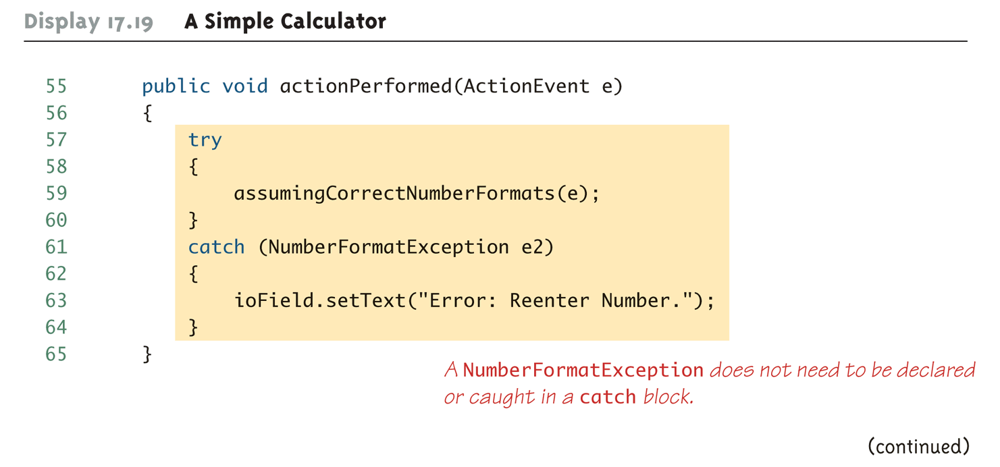 Display 17.19 A Simple Calculator
55 public void actionPerformed(ActionEvent e)
56 {
57 try
58 {
59 assumingCorrectNumberFormats(e);
60 }
61 catch (NumberFormatException e2)
62 {
63 ioField.setText("Error: Reenter Number.");
64 }
65 }
A NumberFormatException does not need to be declared
or caught in a catch block.
(continued)